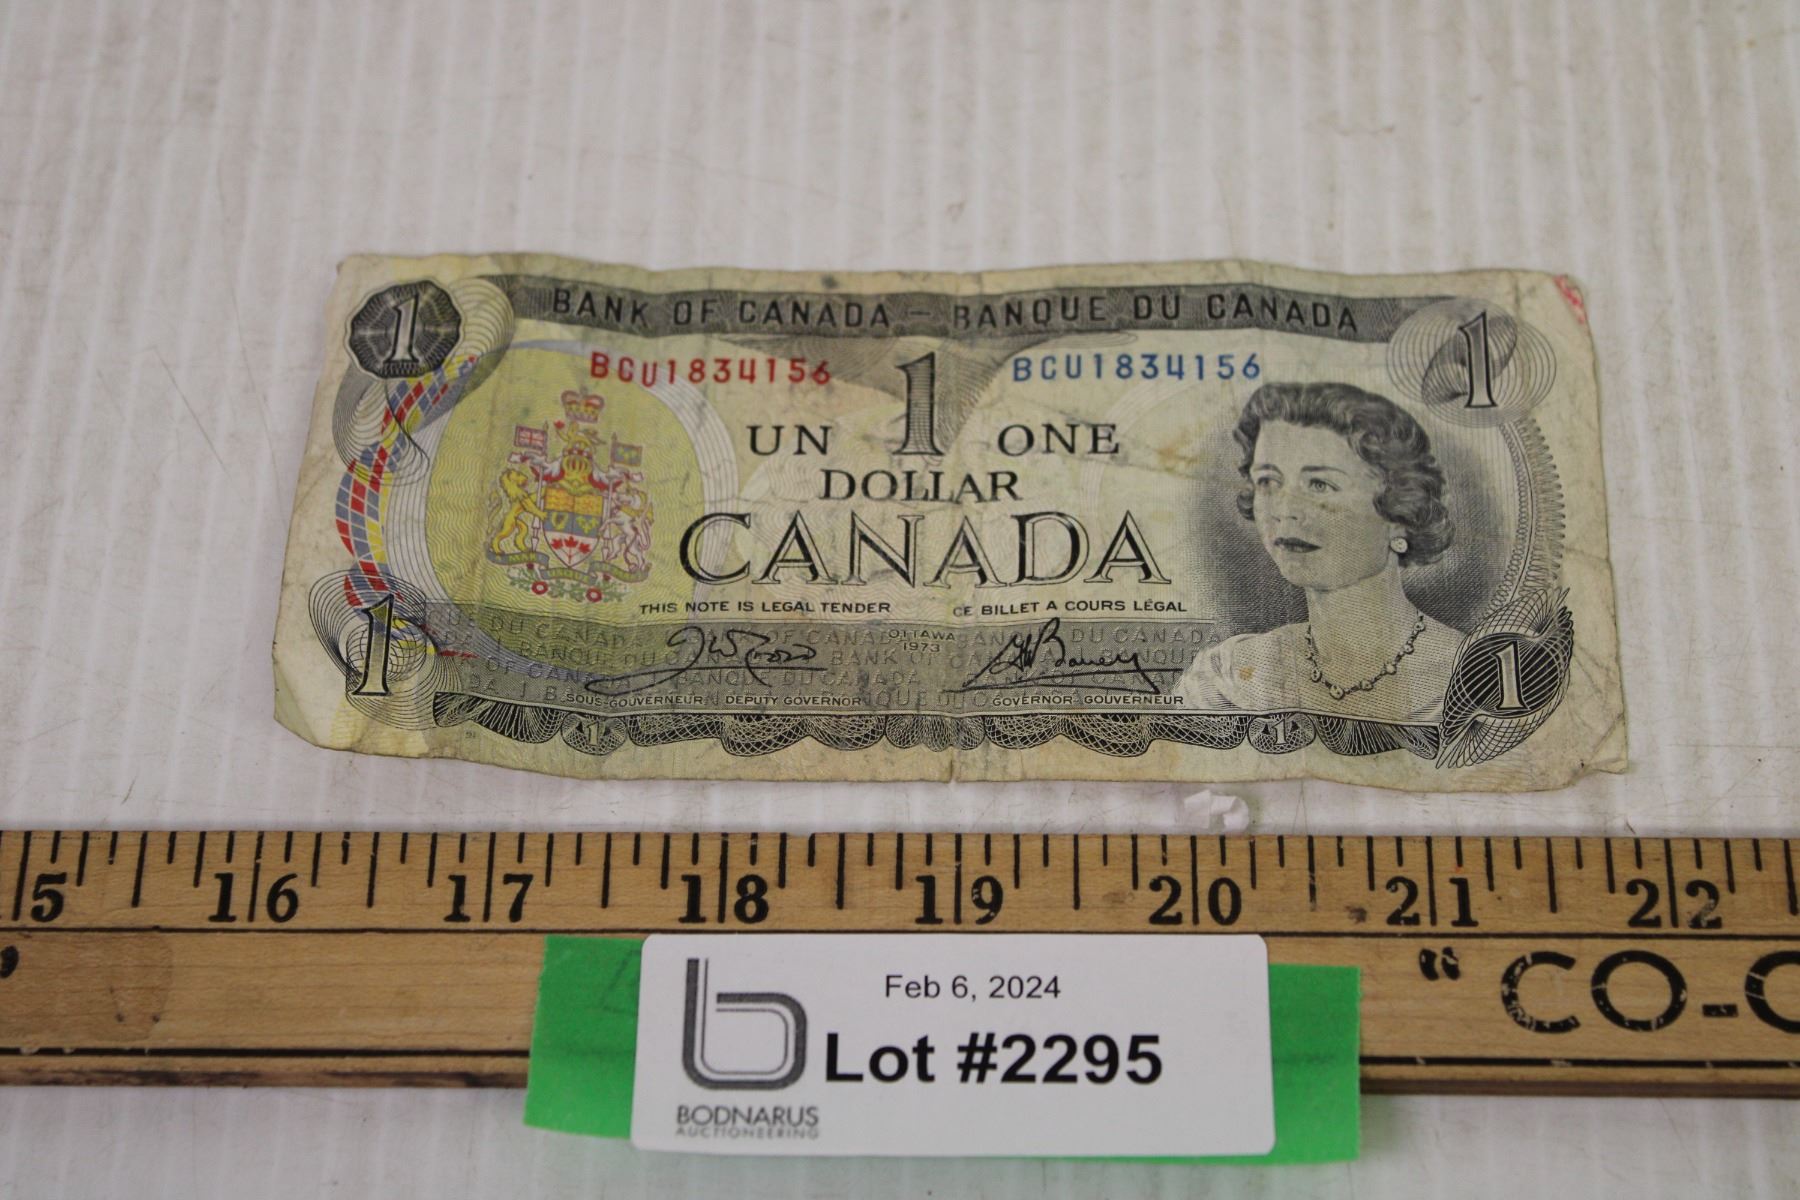 BANK OF CANADA — BANQUE DU CANADA
1 1
BCU1834156 BCU1834156
UN 1 ONE
DOLLAR
CANADA
THIS NOTE IS LEGAL TENDER CE BILLET A COURS LÉGAL
OTTAWA
1973
SOUS-GOUVERNEUR DEPUTY GOVERNOR GOVERNOR GOUVERNEUR
1 1
1 1
5 16 17 18 19 20 21 22
"CO-O
Feb 6, 2024
Lot #2295
BODNARUS
AUCTIONEERING